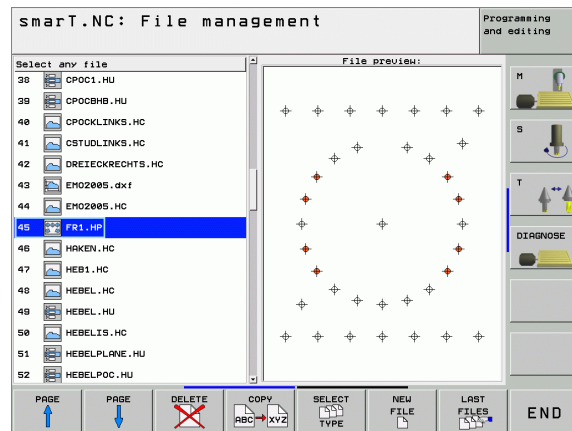 smarT.NC: File management
Programming
and editing
Select any file
File preview:
38 CPOC1.HU
39 CPOCBHB.HU
40 CPOCKLINKS.HC
41 CSTUDLINKS.HC
42 DREIECKRECHTS.HC
43 EMO2005.dxf
44 EMO2005.HC
45 FR1.HP
46 HAKEN.HC
47 HEB1.HC
48 HEBEL.HC
49 HEBEL.HU
50 HEBELIS.HC
51 HEBELPLANE.HU
52 HEBELPOC.HU
M
S
T
DIAGNOSE
PAGE
PAGE
DELETE
COPY
ABC
XYZ
SELECT
TYPE
NEW
FILE
LAST
FILES
END